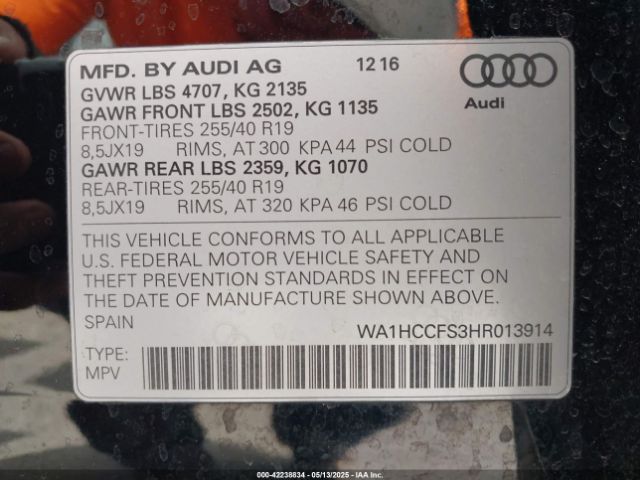 MFD. BY AUDI AG 12 16
GVWR LBS 4707, KG 2135
GAWR FRONT LBS 2502, KG 1135
FRONT-TIRES 255/40 R19
8,5JX19 RIMS, AT 300 KPA 44 PSI COLD
GAWR REAR LBS 2359, KG 1070
REAR-TIRES 255/40 R19
8,5JX19 RIMS, AT 320 KPA 46 PSI COLD
Audi
THIS VEHICLE CONFORMS TO ALL APPLICABLE
U.S. FEDERAL MOTOR VEHICLE SAFETY AND
THEFT PREVENTION STANDARDS IN EFFECT ON
THE DATE OF MANUFACTURE SHOWN ABOVE.
SPAIN WA1HCCFS3HR013914
TYPE:
MPV
000-42238834 - 05/13/2025 - IAAI.CA